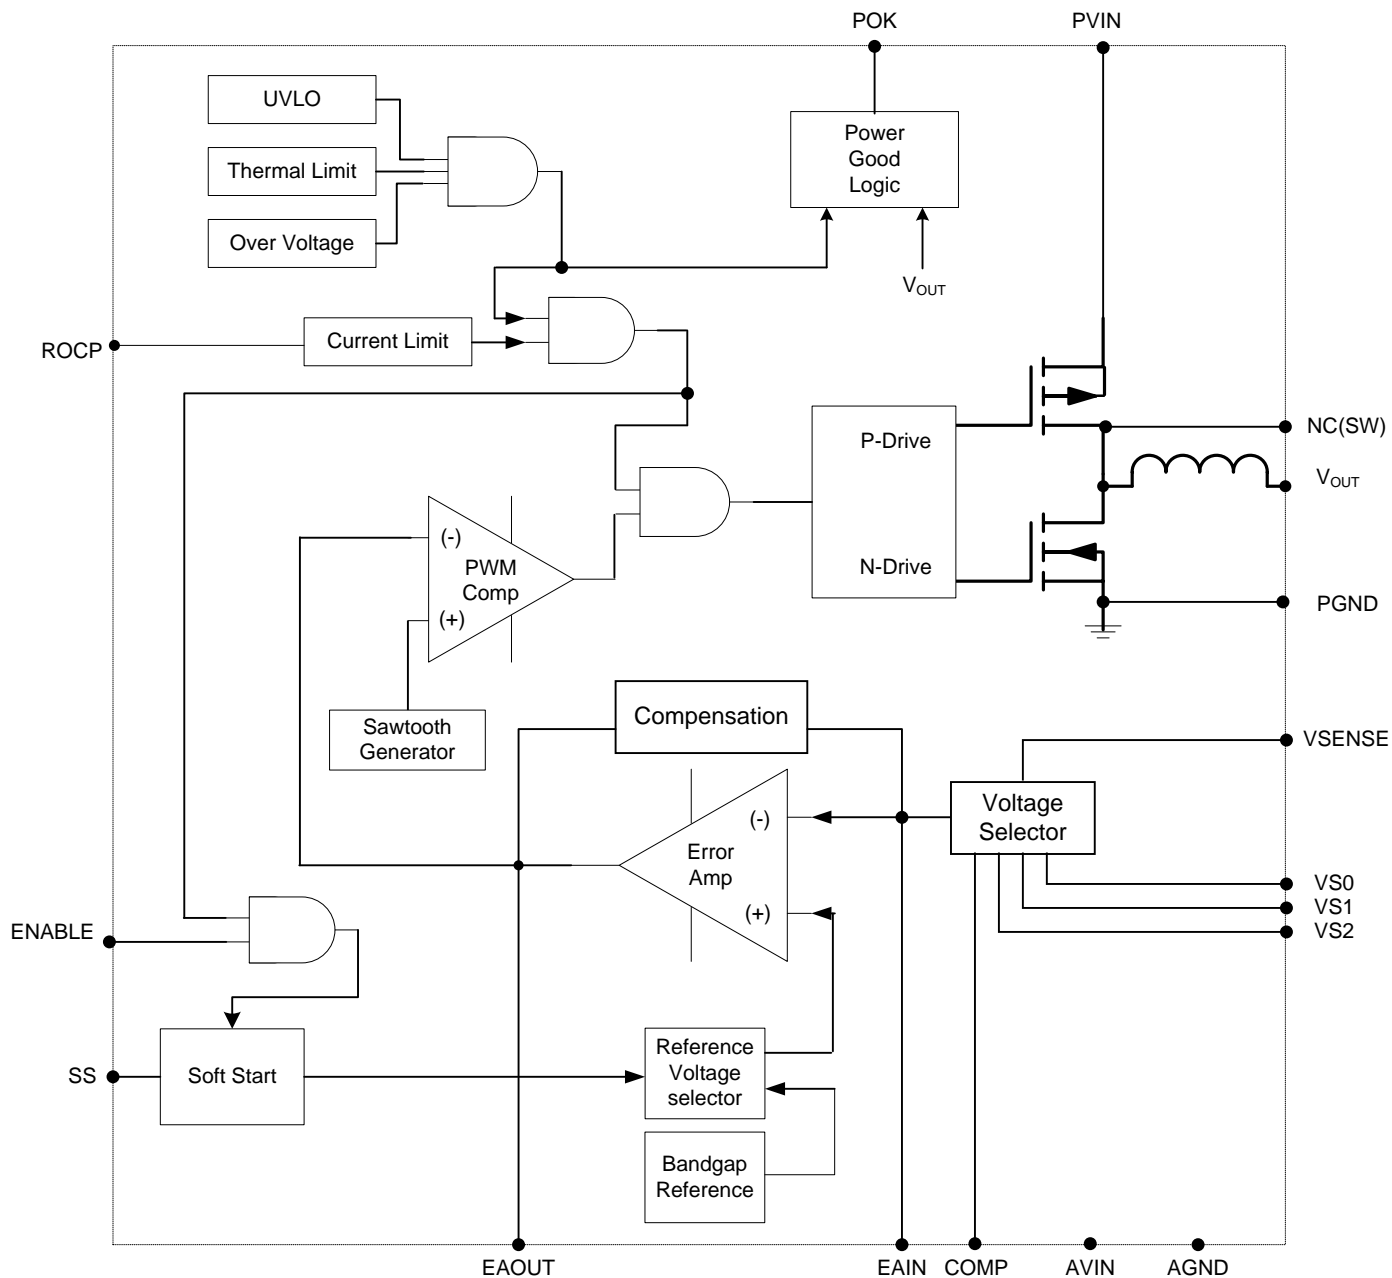 POK
PVIN
UVLO
Thermal Limit
Over Voltage
Power
Good
Logic
VOUT
ROCP
Current Limit
P-Drive
N-Drive
NC(SW)
VOUT
PGND
(-)
PWM
Comp
(+)
Sawtooth
Generator
Compensation
VSENSE
Voltage
Selector
(-)
Error
Amp
(+)
VS0
VS1
VS2
ENABLE
SS
Soft Start
Reference
Voltage
selector
Bandgap
Reference
EAOUT
EAIN
COMP
AVIN
AGND